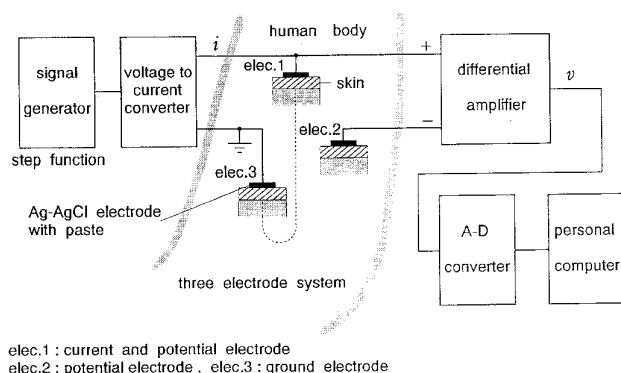 human body
signal
generator
step function
voltage to
current
converter
i
elec.1
skin
+
−
elec.2
elec.3
differential
amplifier
v
Ag-AgCl electrode
with paste
three electrode system
A-D
converter
personal
computer
elec.1 : current and potential electrode
elec.2 : potential electrode , elec.3 : ground electrode